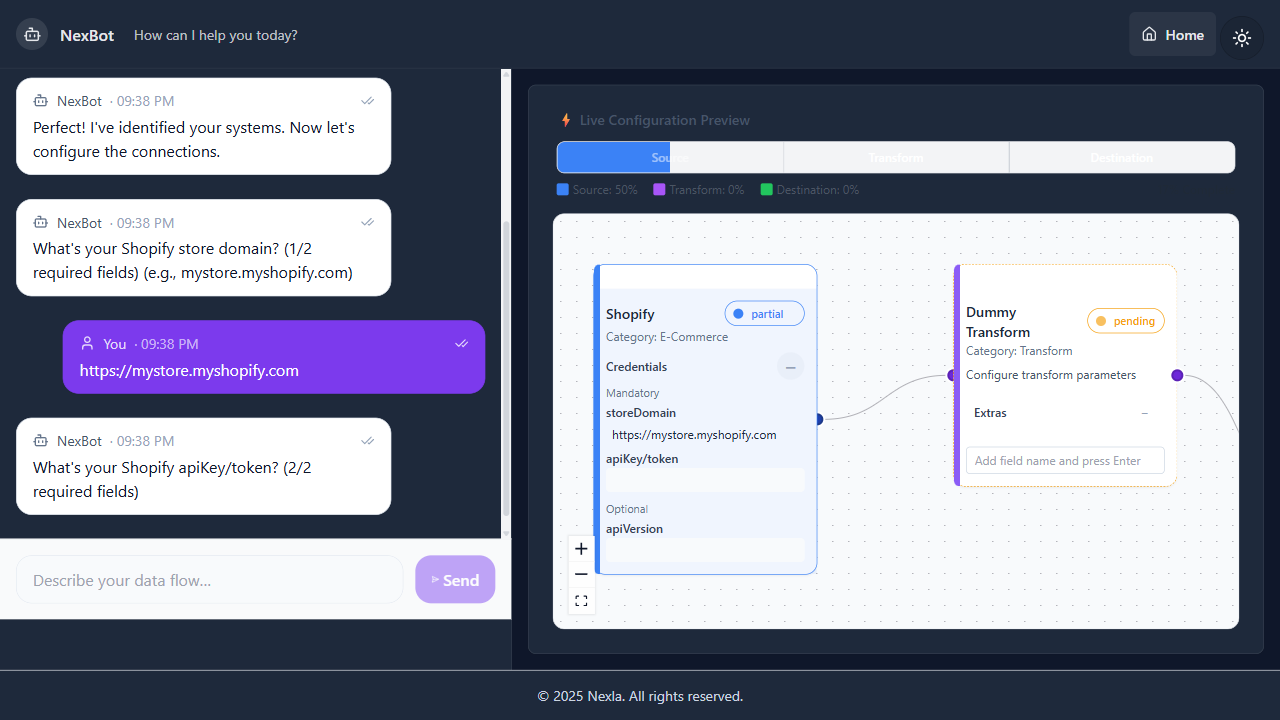 NexBot How can I help you today?
Home
NexBot · 09:38 PM
Perfect! I've identified your systems. Now let's
configure the connections.
NexBot · 09:38 PM
What's your Shopify store domain? (1/2
required fields) (e.g., mystore.myshopify.com)
You · 09:38 PM
https://mystore.myshopify.com
NexBot · 09:38 PM
What's your Shopify apiKey/token? (2/2
required fields)
Describe your data flow...
Send
Live Configuration Preview
Source Transform Destination
Source: 50% Transform: 0% Destination: 0%
Shopify
partial
Category: E-Commerce
Credentials
Mandatory
storeDomain
https://mystore.myshopify.com
apiKey/token
Optional
apiVersion
Dummy
Transform
pending
Category: Transform
Configure transform parameters
Extras
Add field name and press Enter
© 2025 Nexla. All rights reserved.